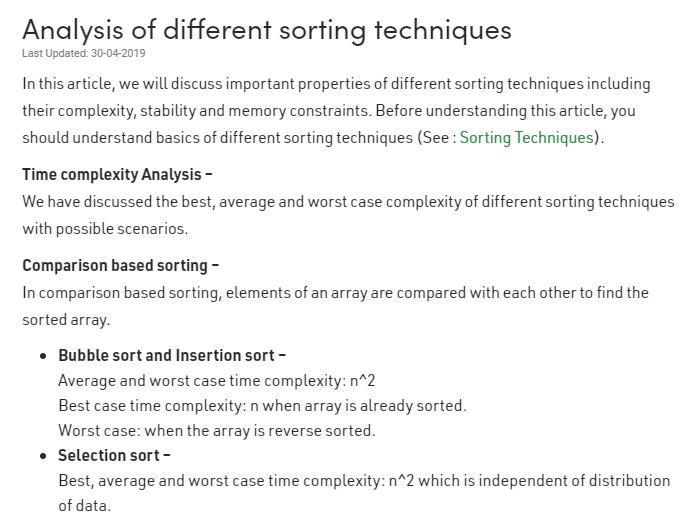 Analysis of different sorting techniques
Last Updated: 30-04-2019
In this article, we will discuss important properties of different sorting techniques including
their complexity, stability and memory constraints. Before understanding this article, you
should understand basics of different sorting techniques (See : Sorting Techniques).
Time complexity Analysis –
We have discussed the best, average and worst case complexity of different sorting techniques
with possible scenarios.
Comparison based sorting –
In comparison based sorting, elements of an array are compared with each other to find the
sorted array.
• Bubble sort and Insertion sort –
Average and worst case time complexity: n^2
Best case time complexity: n when array is already sorted.
Worst case: when the array is reverse sorted.
• Selection sort –
Best, average and worst case time complexity: n^2 which is independent of distribution
of data.